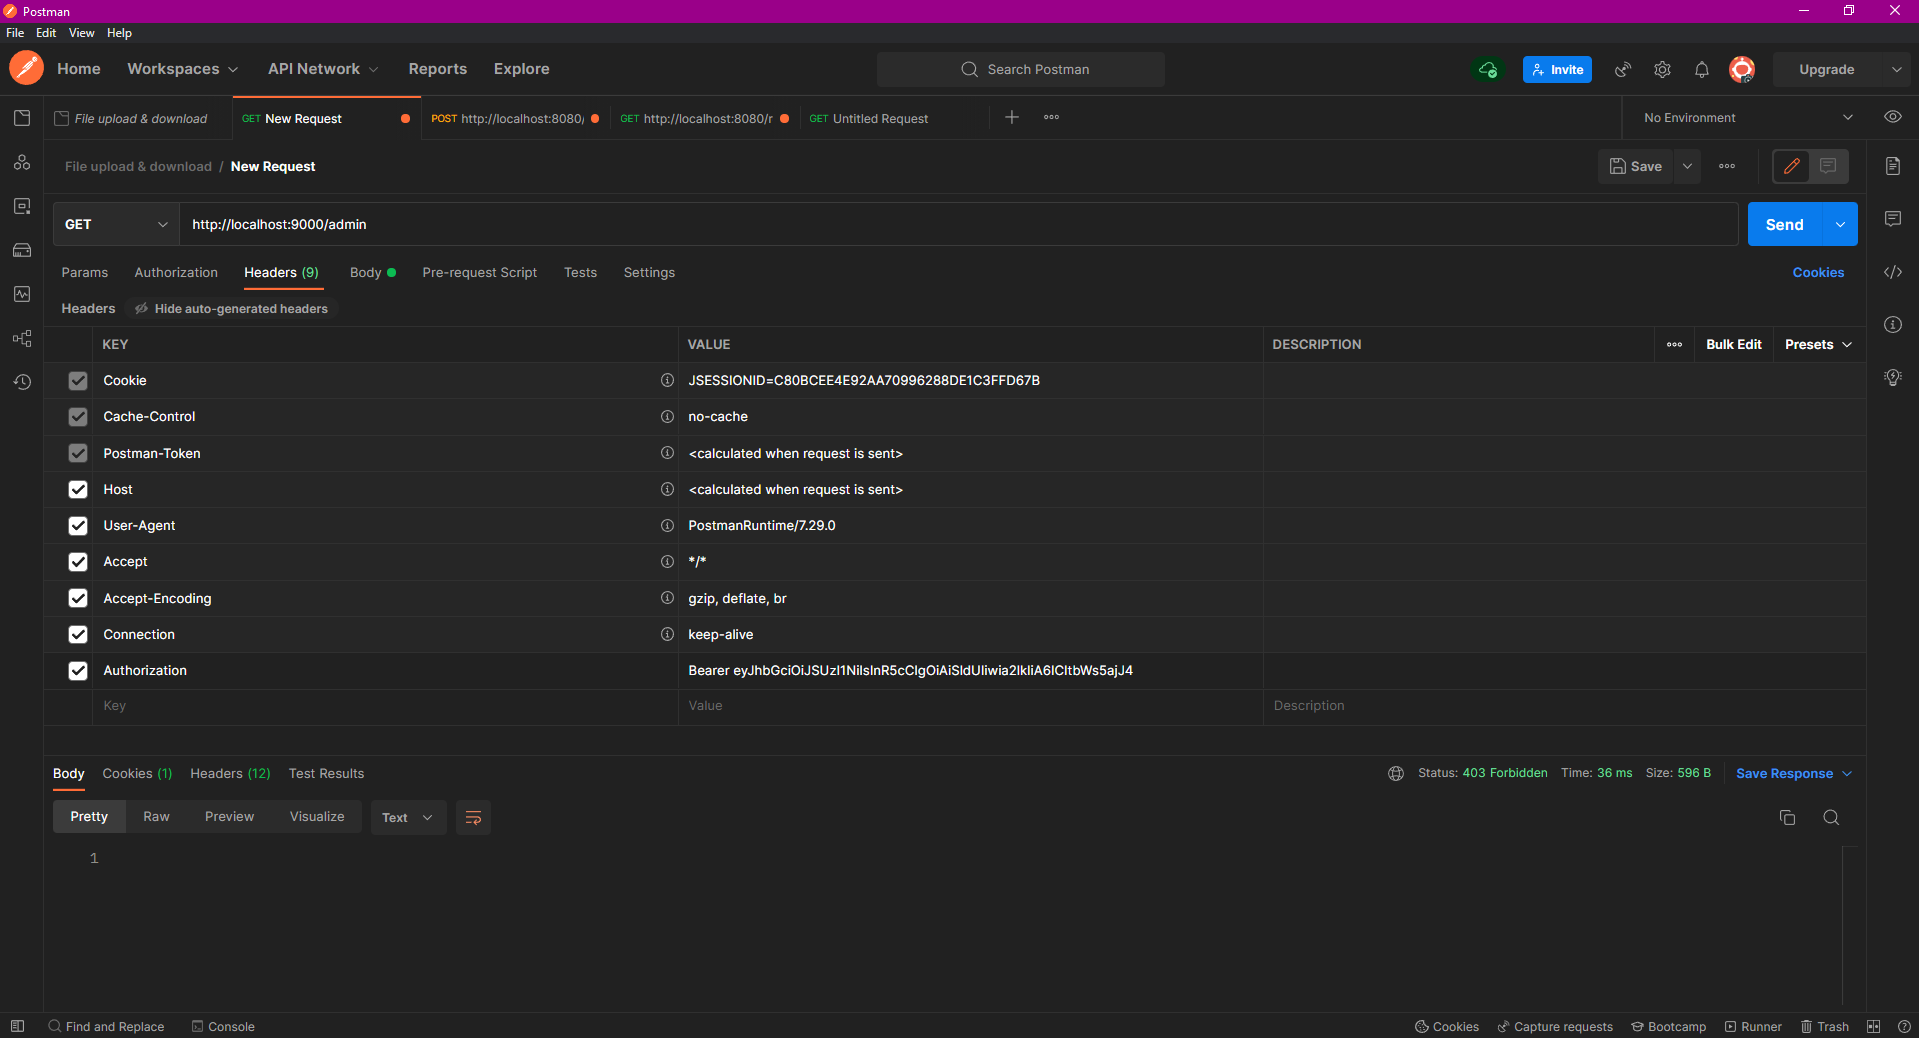 Postman
File Edit View Help
Home Workspaces API Network Reports Explore Search Postman Invite Upgrade
File upload & download GET New Request POST http://localhost:8080/ GET http://localhost:8080/r GET Untitled Request No Environment
File upload & download / New Request Save
GET http://localhost:9000/admin Send
Params Authorization Headers (9) Body Pre-request Script Tests Settings Cookies
Headers Hide auto-generated headers
KEY VALUE DESCRIPTION Bulk Edit Presets
Cookie JSESSIONID=C80BCEE4E92AA70996288DE1C3FFD67B
Cache-Control no-cache
Postman-Token <calculated when request is sent>
Host <calculated when request is sent>
User-Agent PostmanRuntime/7.29.0
Accept */*
Accept-Encoding gzip, deflate, br
Connection keep-alive
Authorization Bearer eyJhbGciOiJSUzI1NiIsInR5cCIgOiAiSldUIiwia2lkIiA6ICItbWs5ajJ4
Key Value Description
Body Cookies (1) Headers (12) Test Results Status: 403 Forbidden Time: 36 ms Size: 596 B Save Response
Pretty Raw Preview Visualize Text
1
Find and Replace Console Cookies Capture requests Bootcamp Runner Trash